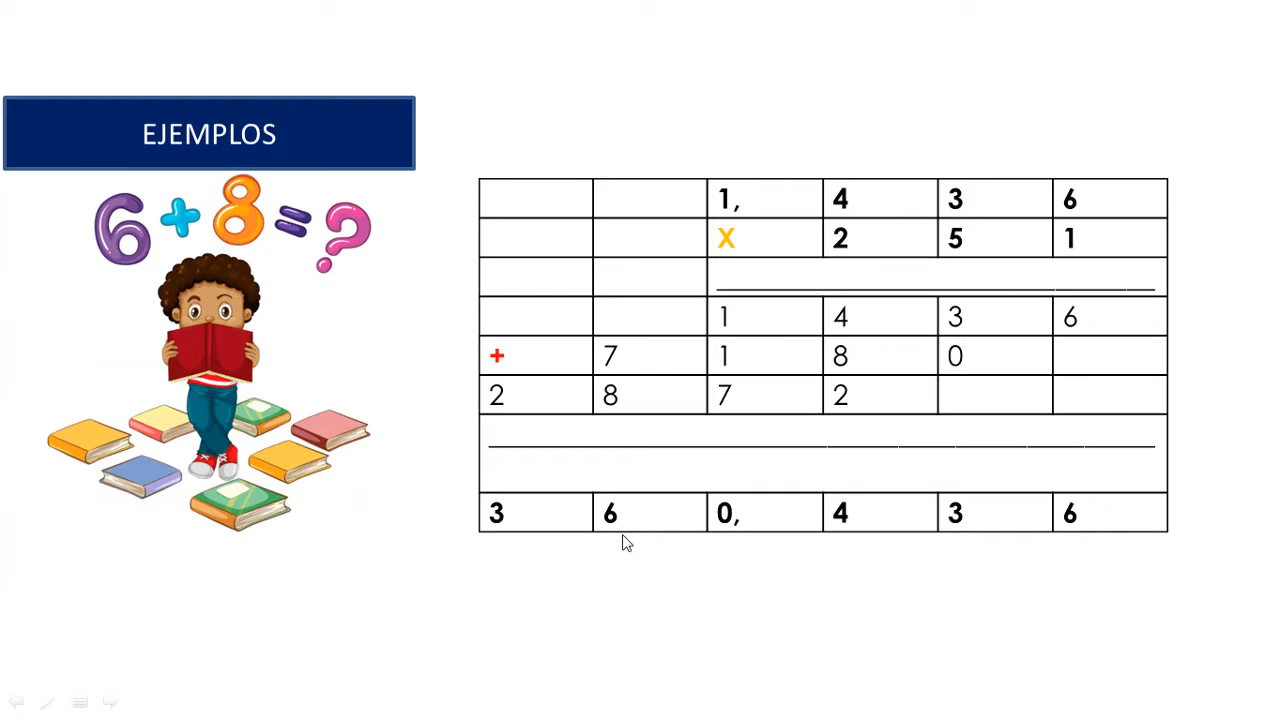 EJEMPLOS
6 + 8 = ?
1, 4 3 6
X 2 5 1
1 4 3 6
+ 7 1 8 0
2 8 7 2
3 6 0, 4 3 6